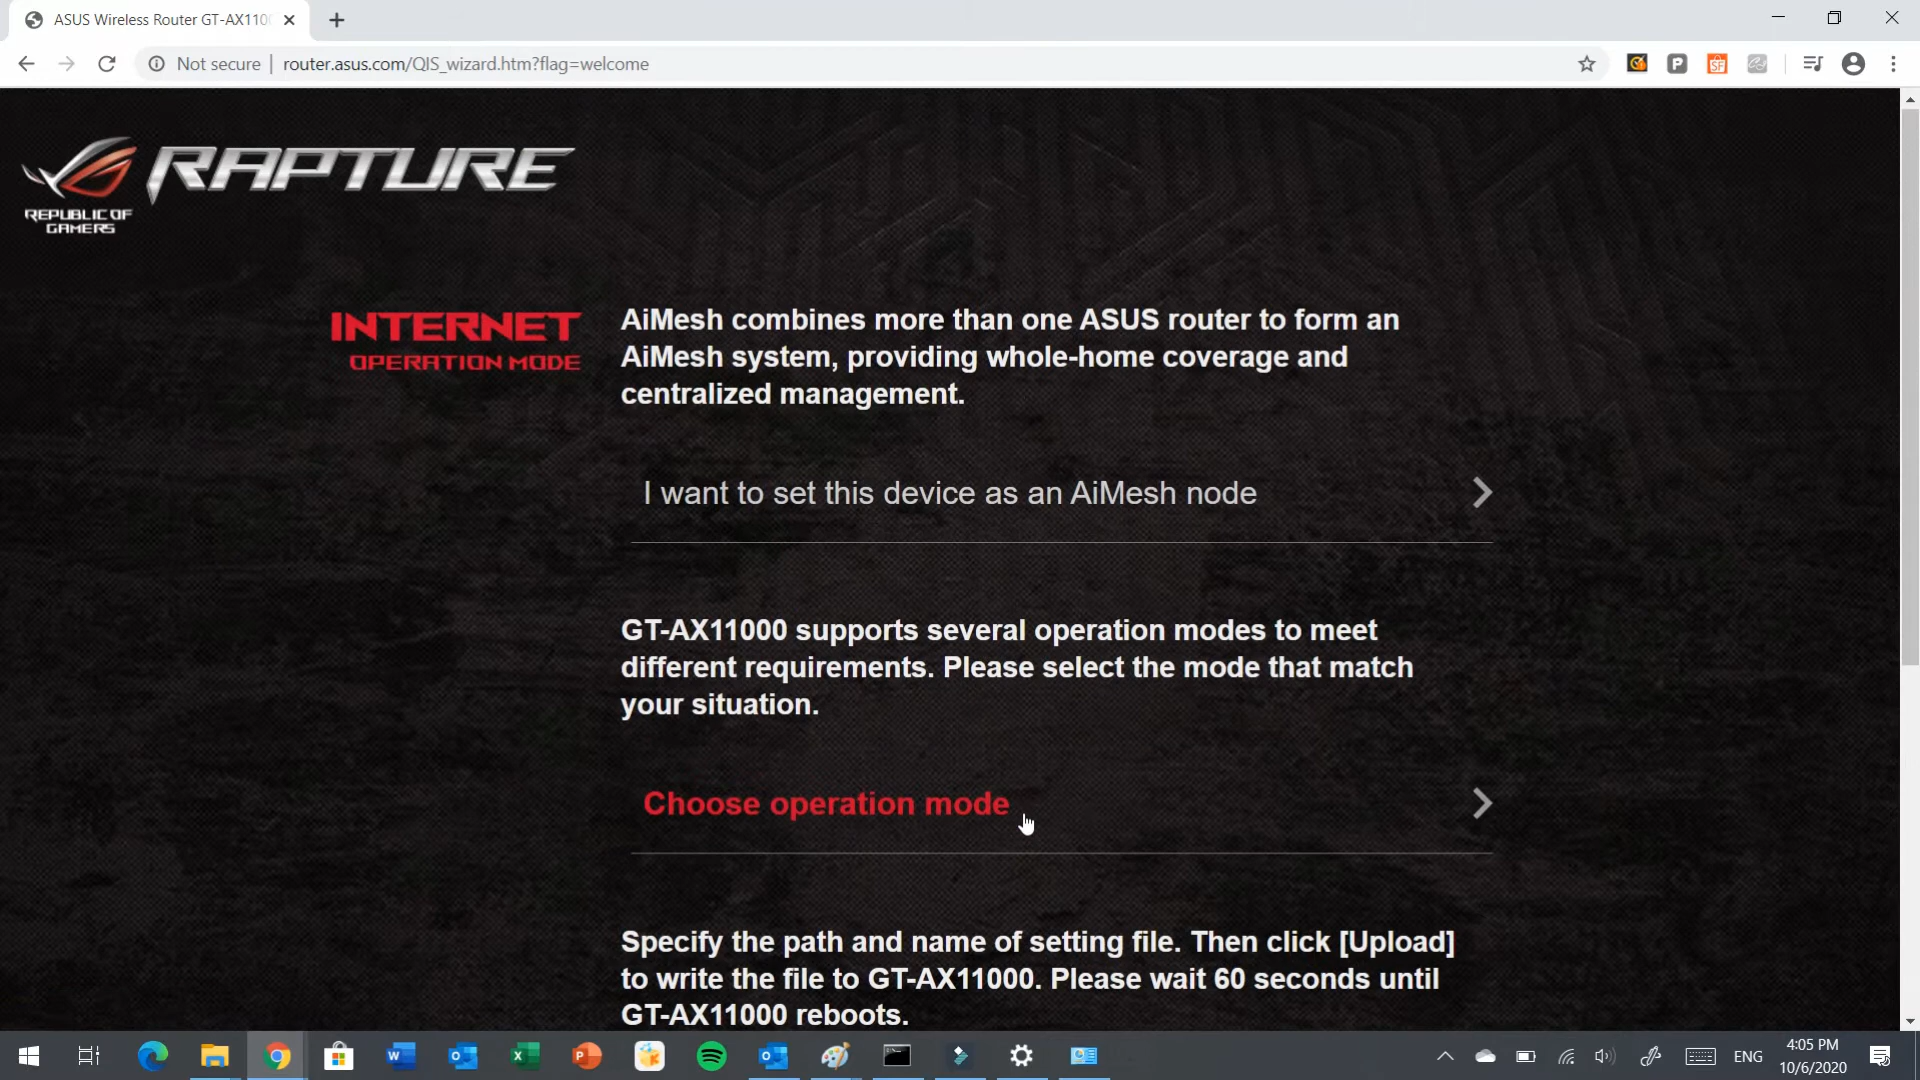 ASUS Wireless Router GT-AX1100
Not secure | router.asus.com/QIS_wizard.htm?flag=welcome
RAPTURE
REPUBLIC OF
GAMERS
INTERNET
OPERATION MODE
AiMesh combines more than one ASUS router to form an
AiMesh system, providing whole-home coverage and
centralized management.
I want to set this device as an AiMesh node
GT-AX11000 supports several operation modes to meet
different requirements. Please select the mode that match
your situation.
Choose operation mode
Specify the path and name of setting file. Then click [Upload]
to write the file to GT-AX11000. Please wait 60 seconds until
GT-AX11000 reboots.
ENG
4:05 PM
10/6/2020